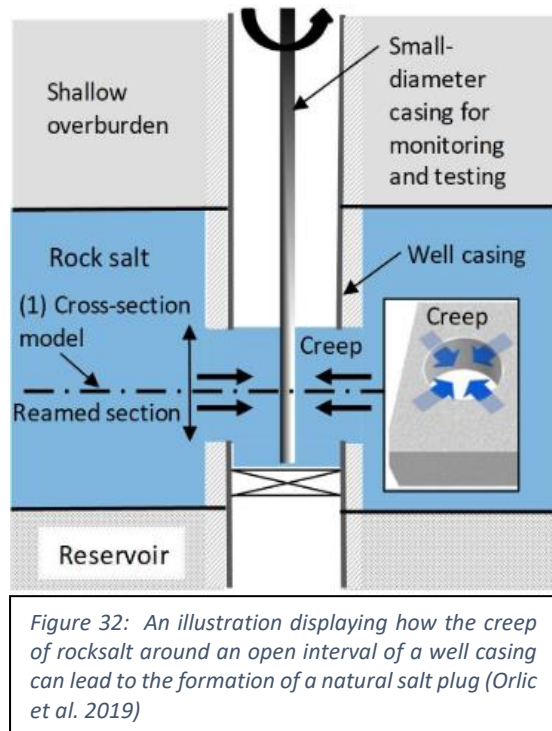 Shallow
overburden
Small-
diameter
casing for
monitoring
and testing
Rock salt
Well casing
(1) Cross-section
model
Creep
Creep
Reamed section
Reservoir
Figure 32: An illustration displaying how the creep
of rocksalt around an open interval of a well casing
can lead to the formation of a natural salt plug (Orlic
et al. 2019)